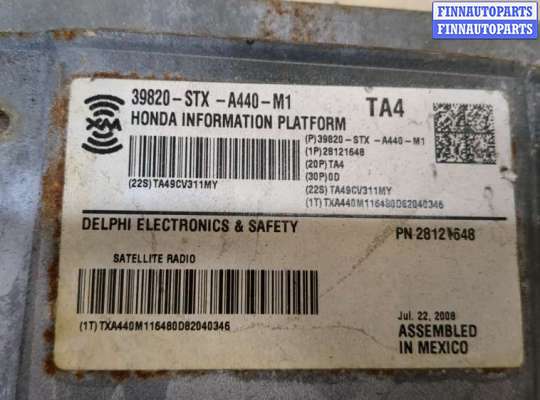 FINNAUTOPARTS
FINNAUTOPARTS
FINNAUTOPARTS
XM
39820-STX-A440-M1
TA4
HONDA INFORMATION PLATFORM
(P)39820-STX-A440-M1
(1P)28121648
(20P)TA4
(30P)0D
(22S)TA49CV311MY
(22S)TA49CV311MY
(1T)TXA440M116480D82040346
DELPHI ELECTRONICS & SAFETY
PN 28121648
SATELLITE RADIO
(1T)TXA440M116480D82040346
Jul. 22, 2008
ASSEMBLED
IN MEXICO